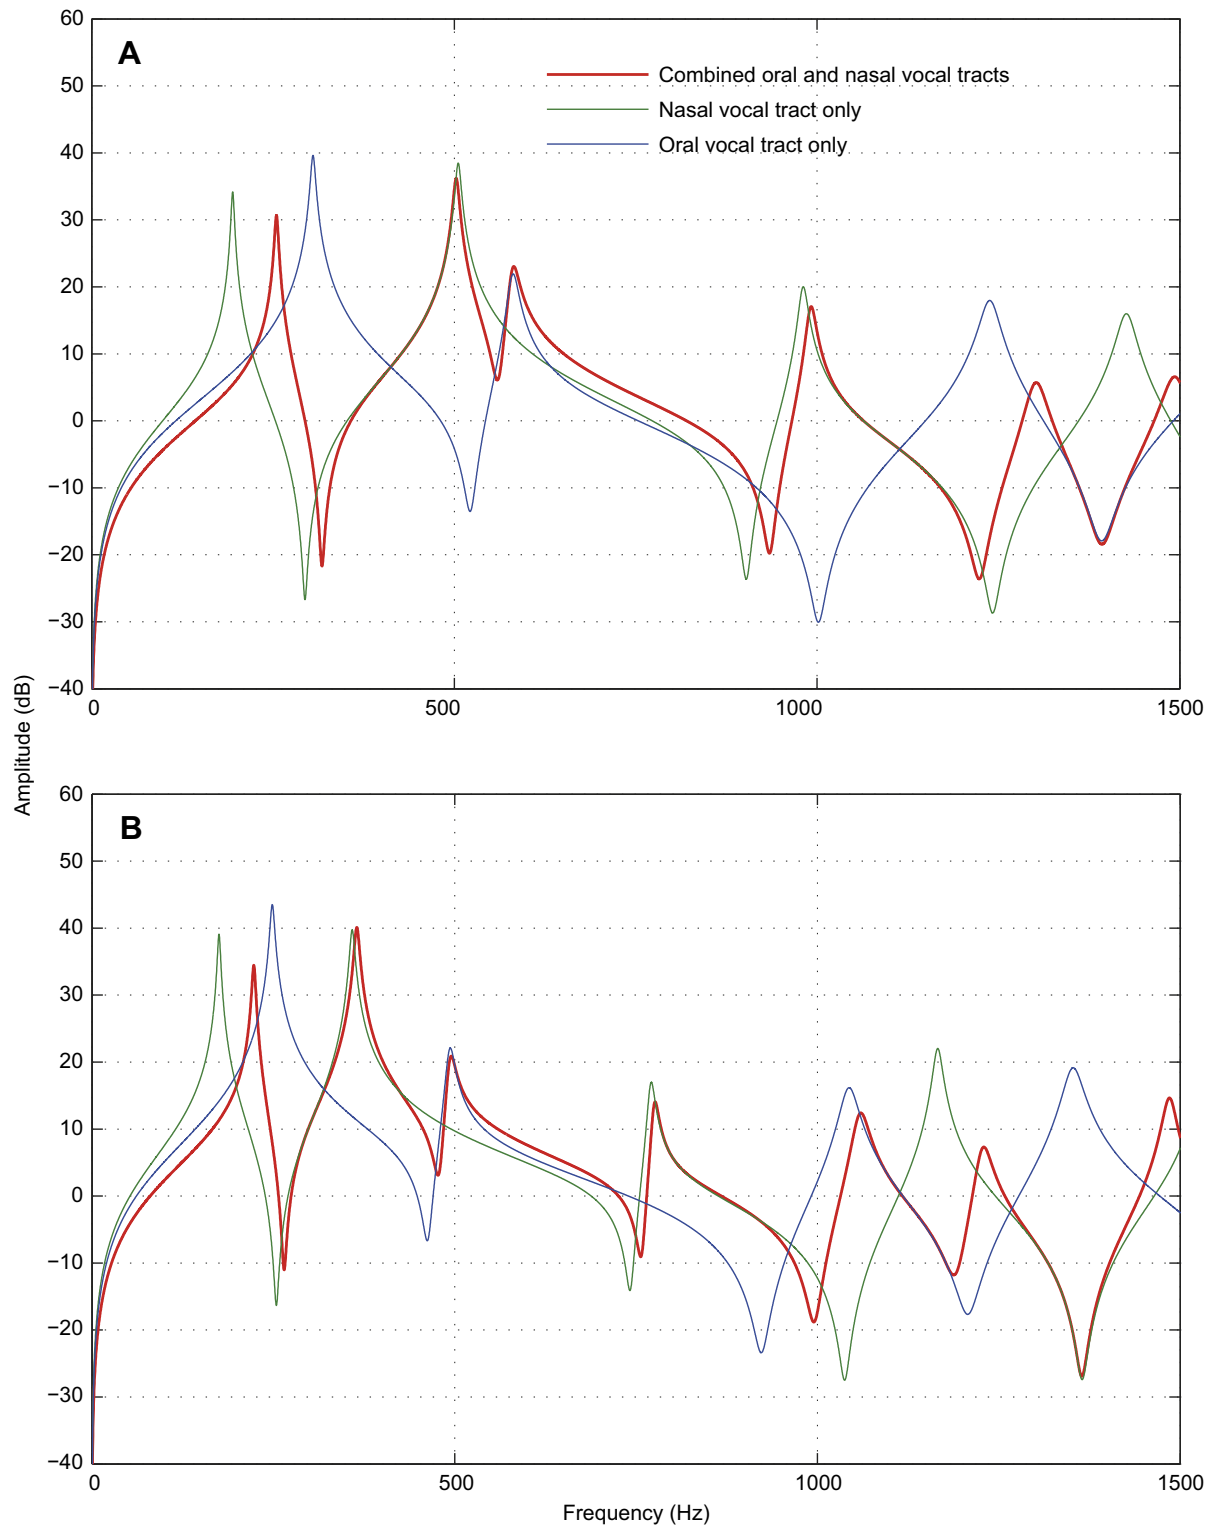 60
A
Combined oral and nasal vocal tracts
50
Nasal vocal tract only
40
Oral vocal tract only
30
20
10
0
−10
−20
−30
−40
0 500 1000 1500
Amplitude (dB)
60
B
50
40
30
20
10
0
−10
−20
−30
−40
0 500 1000 1500
Frequency (Hz)